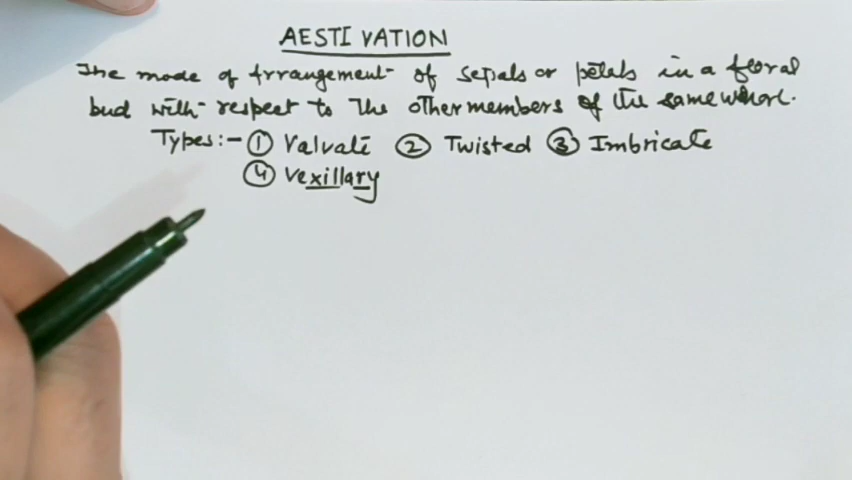 AESTIVATION
The mode of Arrangement of sepals or petals in a floral
bud with respect to the other members of the same whorl.
Types:- ① Valvate ② Twisted ③ Imbricate
④ Vexillary